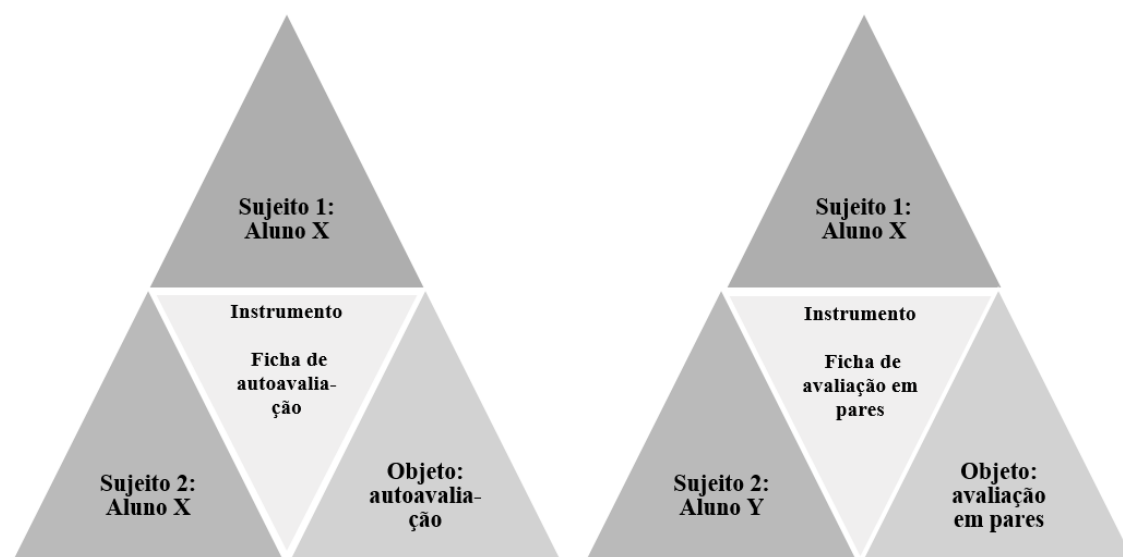 Sujeito 1:
Aluno X
Instrumento
Ficha de
autoavalia-
ção
Sujeito 2:
Aluno X
Objeto:
autoavalia-
ção
Sujeito 1:
Aluno X
Instrumento
Ficha de
avaliação em
pares
Sujeito 2:
Aluno Y
Objeto:
avaliação
em pares